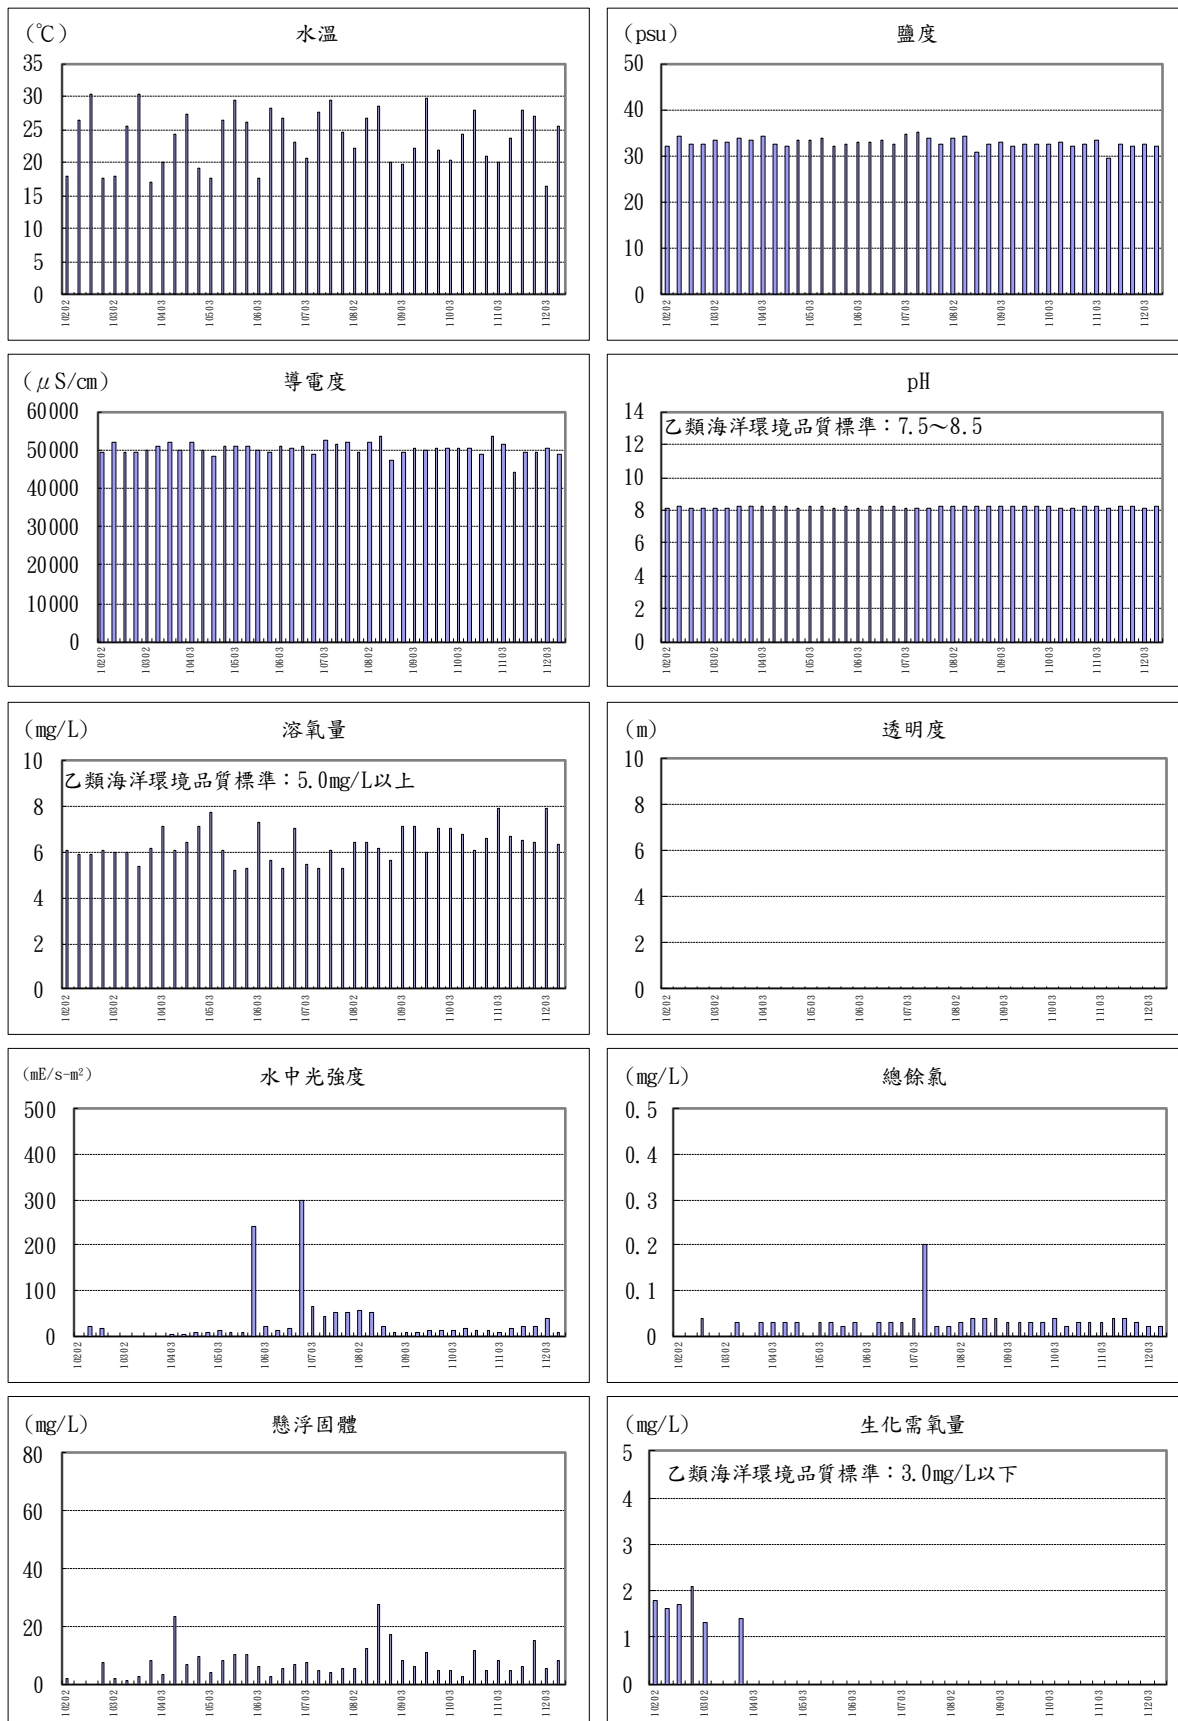 (℃) 水溫
35
30
25
20
15
10
5
0
10202 10302 10403 10503 10603 10703 10802 10903 11003 11103 11203
(psu) 鹽度
50
40
30
20
10
0
10202 10302 10403 10503 10603 10703 10802 10903 11003 11103 11203
(μS/cm) 導電度
60000
50000
40000
30000
20000
10000
0
10202 10302 10403 10503 10603 10703 10802 10903 11003 11103 11203
pH
乙類海洋環境品質標準：7.5～8.5
14
12
10
8
6
4
2
0
10202 10302 10403 10503 10603 10703 10802 10903 11003 11103 11203
(mg/L) 溶氧量
乙類海洋環境品質標準：5.0mg/L以上
10
8
6
4
2
0
10202 10302 10403 10503 10603 10703 10802 10903 11003 11103 11203
(m) 透明度
10
8
6
4
2
0
10202 10302 10403 10503 10603 10703 10802 10903 11003 11103 11203
(mE/s-m²) 水中光強度
500
400
300
200
100
0
10202 10302 10403 10503 10603 10703 10802 10903 11003 11103 11203
(mg/L) 總餘氯
0.5
0.4
0.3
0.2
0.1
0
10202 10302 10403 10503 10603 10703 10802 10903 11003 11103 11203
(mg/L) 懸浮固體
80
60
40
20
0
10202 10302 10403 10503 10603 10703 10802 10903 11003 11103 11203
(mg/L) 生化需氧量
乙類海洋環境品質標準：3.0mg/L以下
5
4
3
2
1
0
10202 10302 10403 10503 10603 10703 10802 10903 11003 11103 11203